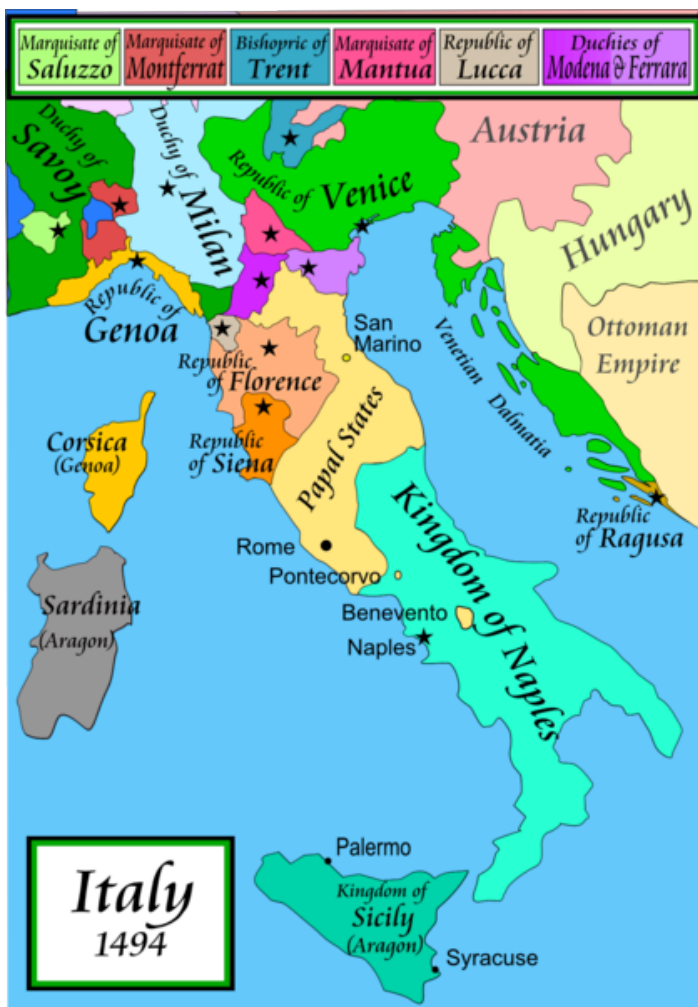 Marquisate of
Saluzzo
Marquisate of
Montferrat
Bishopric of
Trent
Marquisate of
Mantua
Republic of
Lucca
Duchies of
Modena & Ferrara
Duchy of
Savoy
Duchy of
Milan
Republic of
Venice
Austria
Hungary
Ottoman
Empire
Republic of
Genoa
San
Marino
Venetian
Dalmatia
Republic
of Florence
Corsica
(Genoa)
Republic
of Siena
Papal States
Republic
of Ragusa
Rome
Pontecorvo
Kingdom of Naples
Sardinia
(Aragon)
Benevento
Naples
Italy
1494
Palermo
Kingdom of
Sicily
(Aragon)
Syracuse